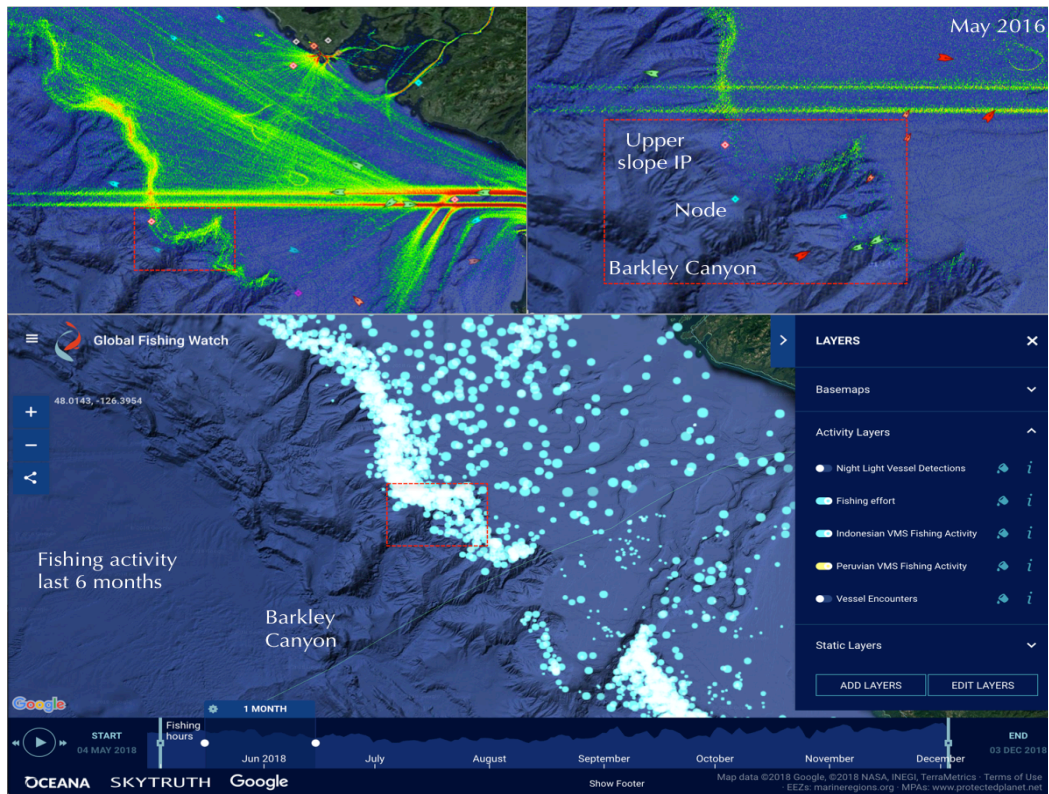 May 2016
Upper
slope IP
Node
Barkley Canyon
Global Fishing Watch
48.0143, -126.3954
Fishing activity
last 6 months
Barkley
Canyon
LAYERS
Basemaps
Activity Layers
Night Light Vessel Detections
Fishing effort
Indonesian VMS Fishing Activity
Peruvian VMS Fishing Activity
Vessel Encounters
Static Layers
ADD LAYERS
EDIT LAYERS
Google
1 MONTH
START
04 MAY 2018
Fishing
hours
Jun 2018
July
August
September
October
November
December
END
03 DEC 2018
OCEANA
SKYTRUTH
Google
Show Footer
Map data ©2018 Google, ©2018 NASA, INEGI, TerraMetrics · Terms of Use
· EEZs: marineregions.org · MPAs: www.protectedplanet.net